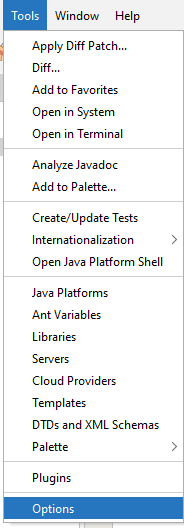 Tools Window Help
Apply Diff Patch...
Diff...
Add to Favorites
Open in System
Open in Terminal
Analyze Javadoc
Add to Palette...
Create/Update Tests
Internationalization
Open Java Platform Shell
Java Platforms
Ant Variables
Libraries
Servers
Cloud Providers
Templates
DTDs and XML Schemas
Palette
Plugins
Options